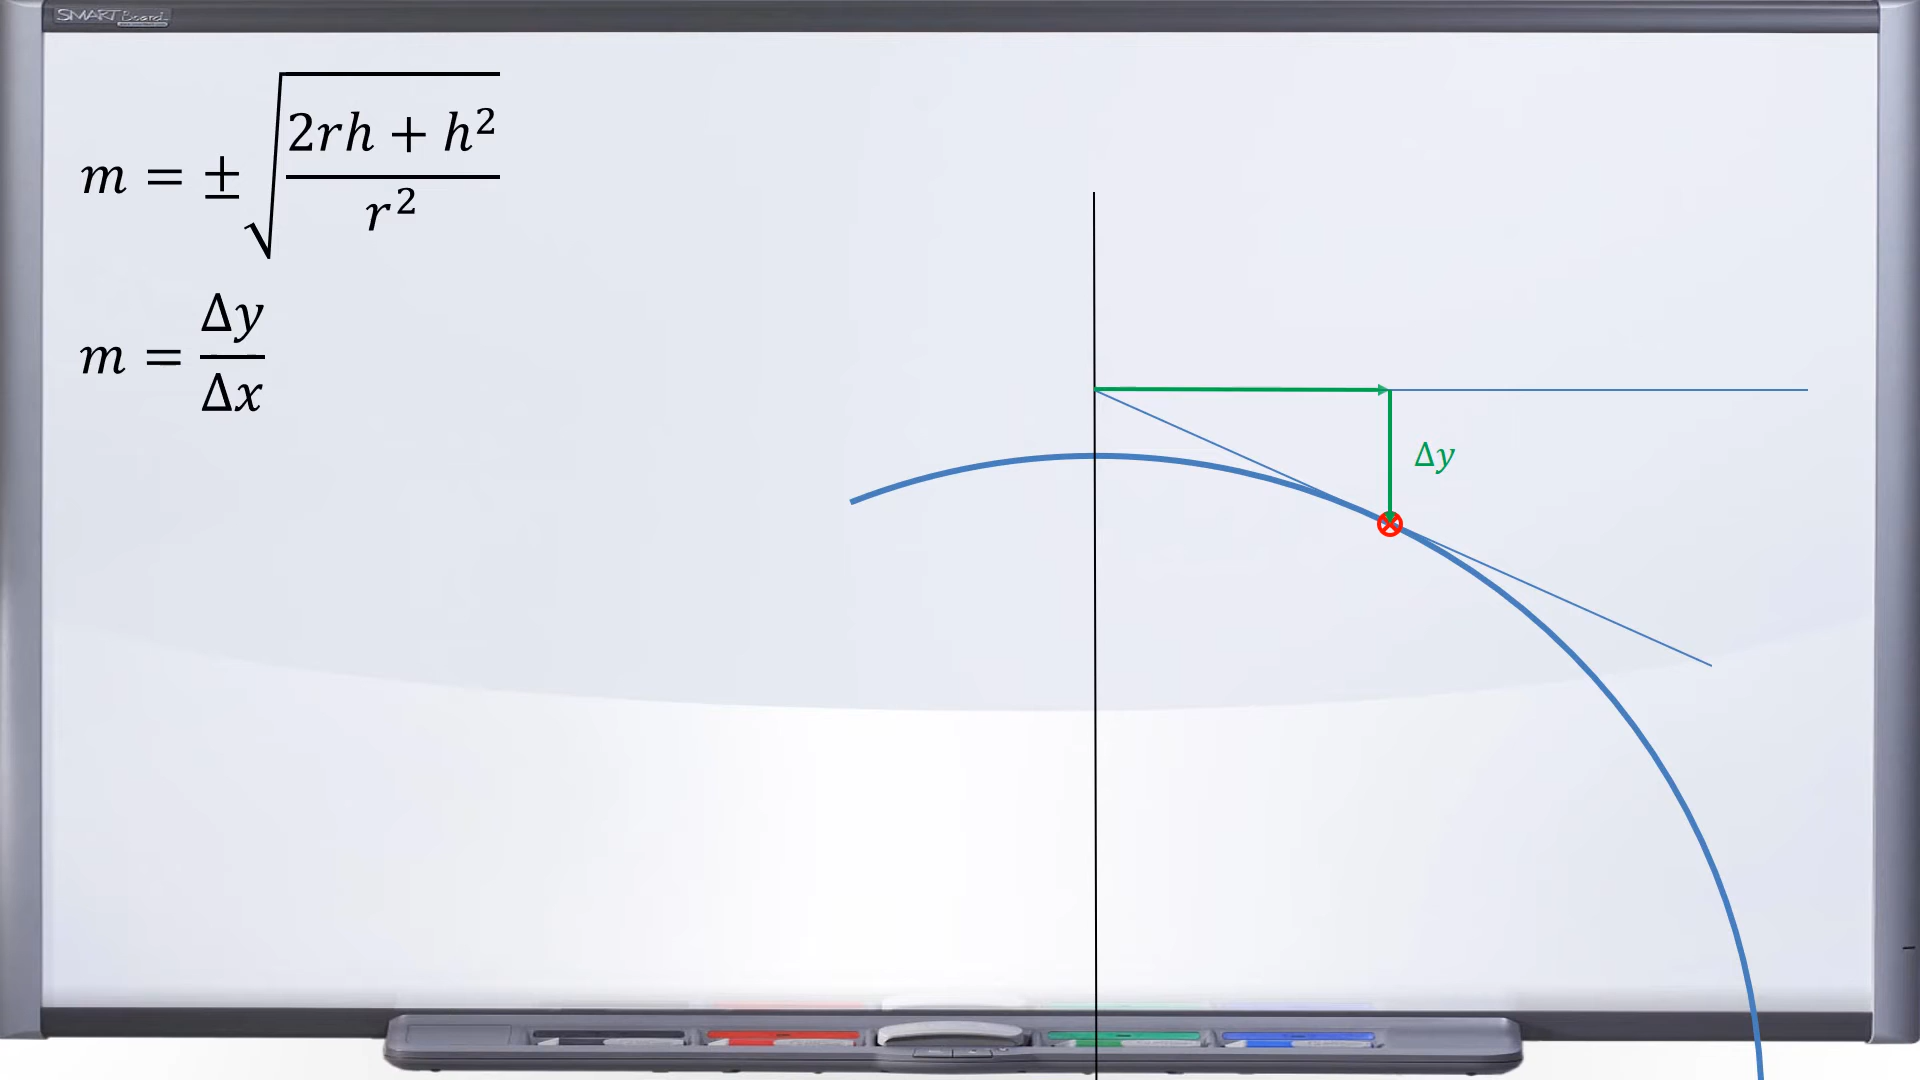 SMART Board
m = ±√((2rh + h²)/r²)
m = Δy/Δx
Δy